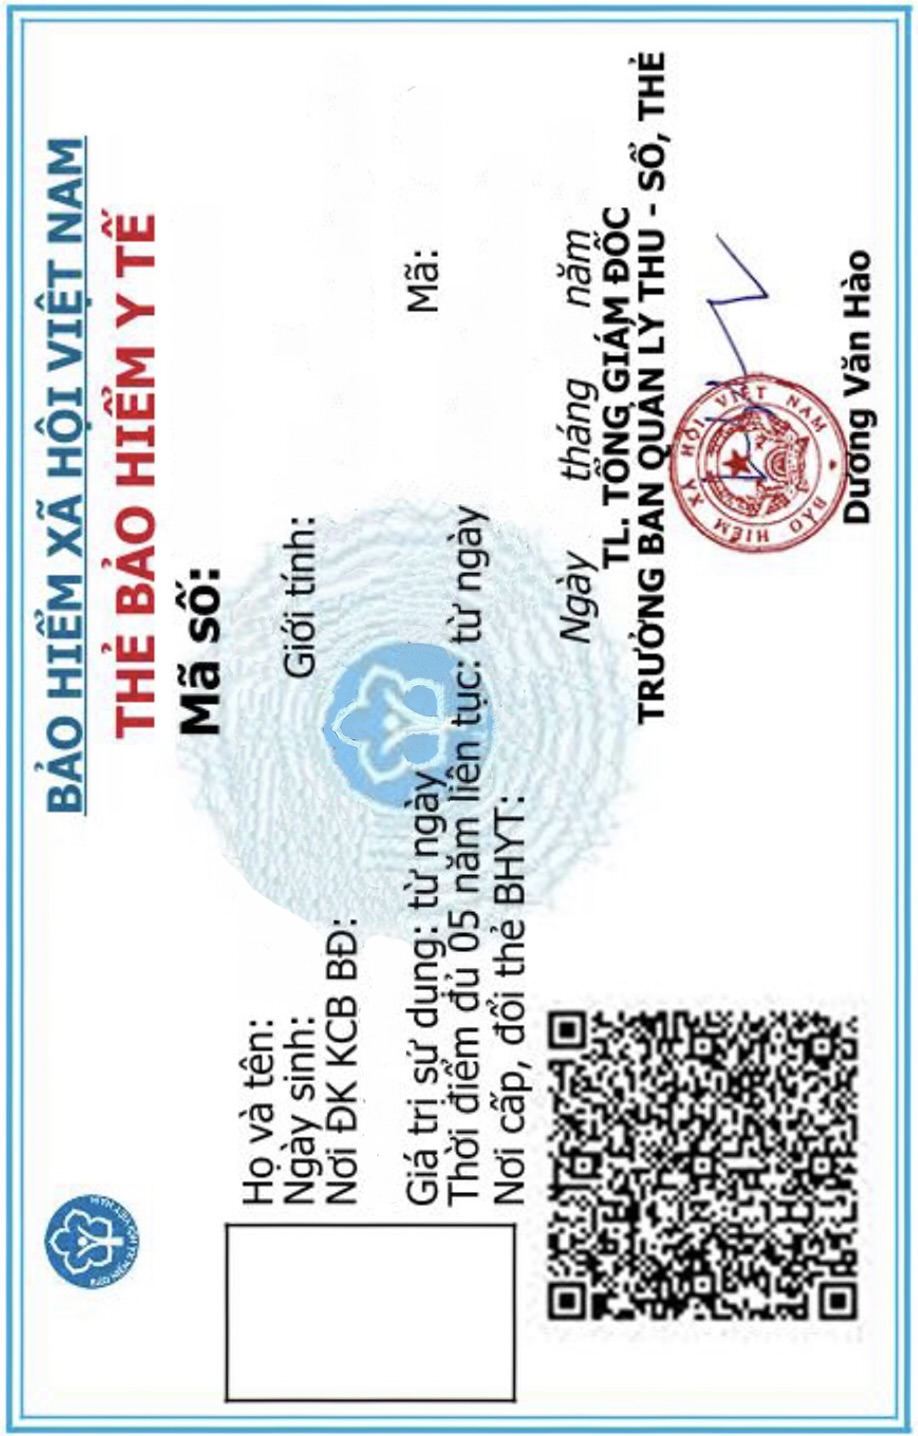 BẢO HIỂM XÃ HỘI VIỆT NAM
THẺ BẢO HIỂM Y TẾ
Mã số:
Họ và tên:
Ngày sinh: Giới tính:
Nơi ĐK KCB BĐ:
Mã:
Giá trị sử dụng: từ ngày
Thời điểm đủ 05 năm liên tục: từ ngày
Nơi cấp, đổi thẻ BHYT:
Ngày tháng năm
TL. TỔNG GIÁM ĐỐC
TRƯỞNG BAN QUẢN LÝ THU - SỔ, THẺ
BẢO HIỂM XÃ HỘI VIỆT NAM
Dương Văn Hào